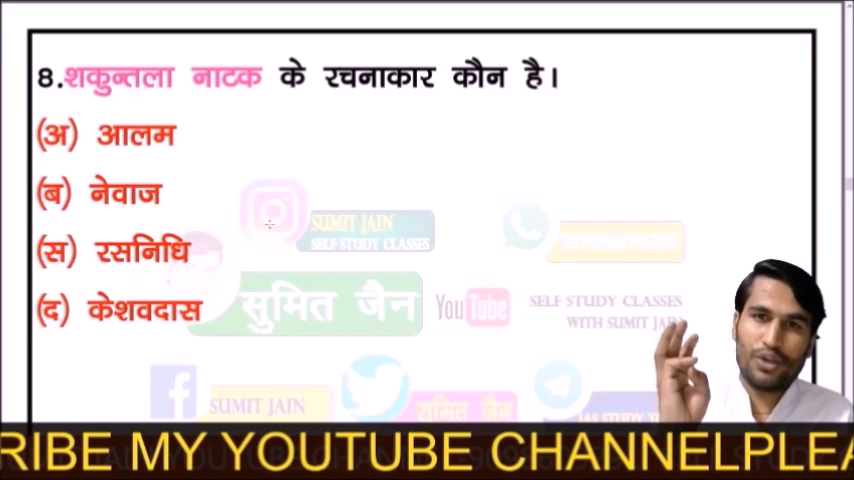 8.शकुन्तला नाटक के रचनाकार कौन है।
(अ) आलम
(ब) नेवाज
(स) रसनिधि
(द) केशवदास
SUMIT JAIN
SELF STUDY CLASSES
सुमित जैन
YouTube
SELF STUDY CLASSES
WITH SUMIT JAIN
SUMIT JAIN
सुमित जैन
RIBE MY YOUTUBE CHANNELPLEA